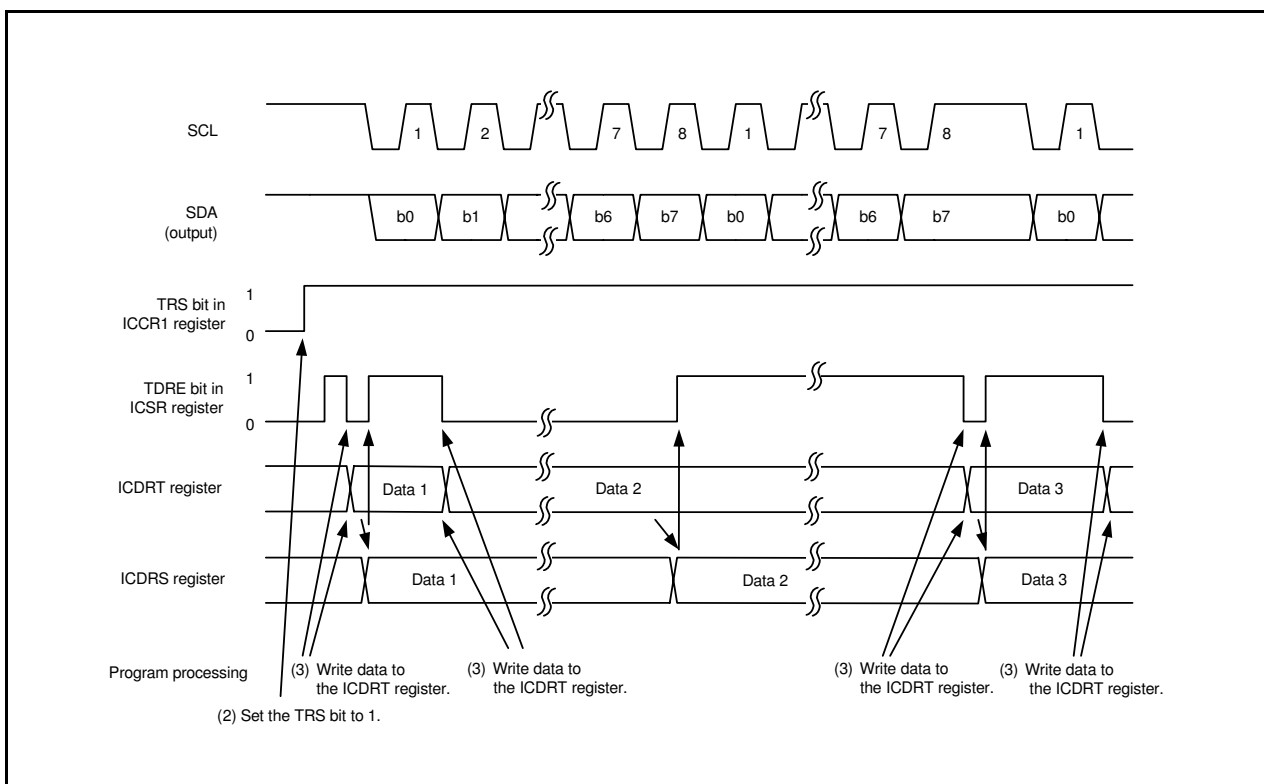 SCL
1 2 7 8 1 7 8 1
SDA
(output)
b0 b1 b6 b7 b0 b6 b7 b0
TRS bit in
ICCR1 register
1
0
TDRE bit in
ICSR register
1
0
ICDRT register
Data 1 Data 2 Data 3
ICDRS register
Data 1 Data 2 Data 3
Program processing
(3) Write data to
the ICDRT register.
(3) Write data to
the ICDRT register.
(3) Write data to
the ICDRT register.
(3) Write data to
the ICDRT register.
(2) Set the TRS bit to 1.